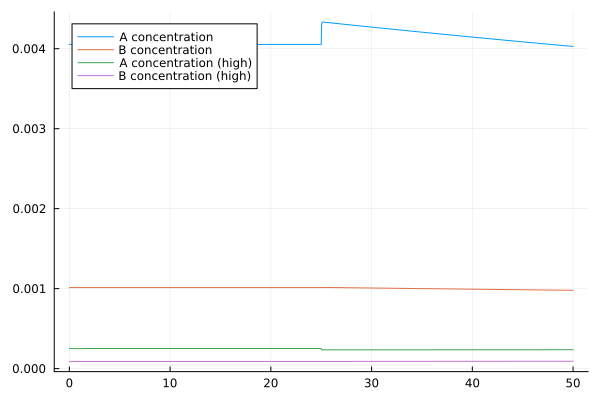 A concentration
B concentration
A concentration (high)
B concentration (high)
0.004
0.003
0.002
0.001
0.000
0 10 20 30 40 50